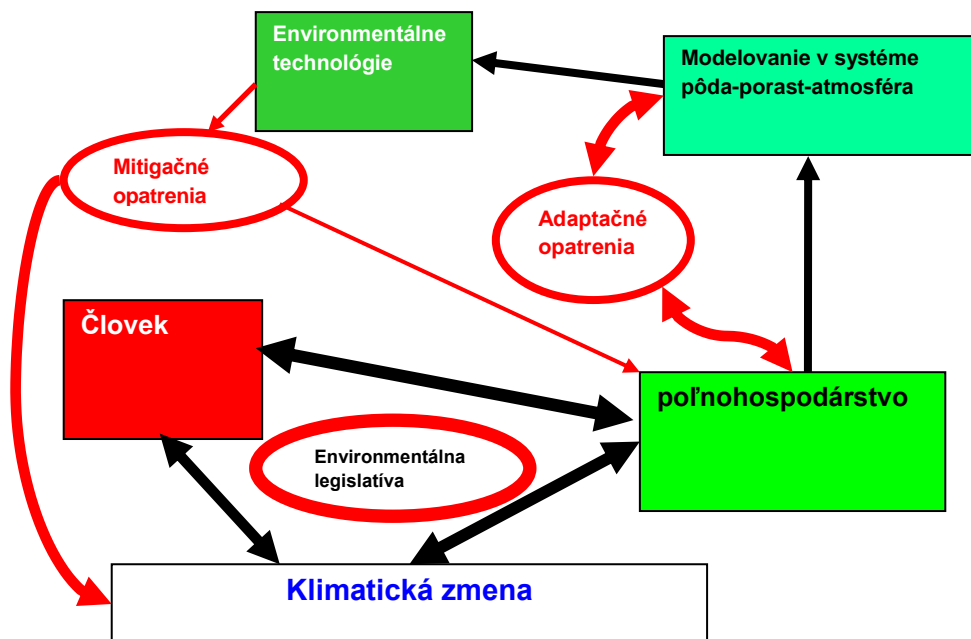 Environmentálne
technológie
Modelovanie v systéme
pôda-porast-atmosféra
Mitigačné
opatrenia
Adaptačné
opatrenia
Človek
poľnohospodárstvo
Environmentálna
legislatíva
Klimatická zmena